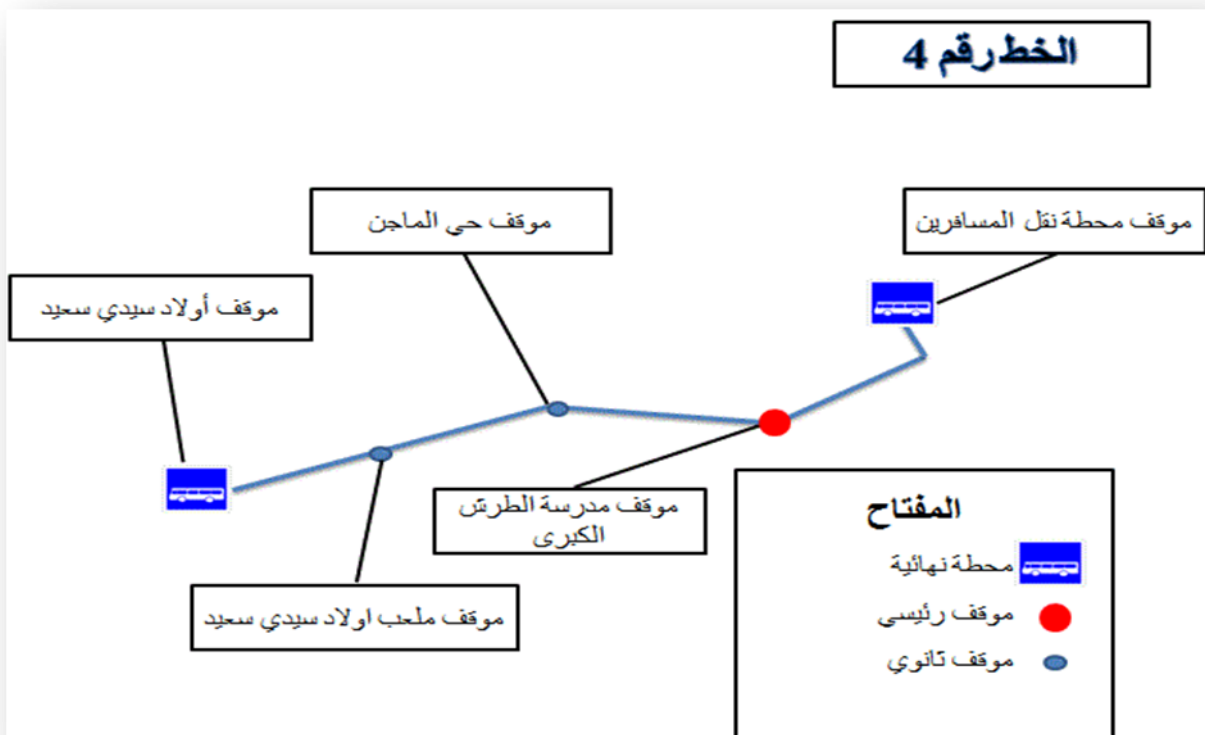 الخط رقم 4
موقف محطة نقل المسافرين
موقف حي الماجن
موقف أولاد سيدي سعيد
موقف مدرسة الطرش
الكبرى
موقف ملعب اولاد سيدي سعيد
المفتاح
محطة نهائية
موقف رئيسي
موقف ثانوي